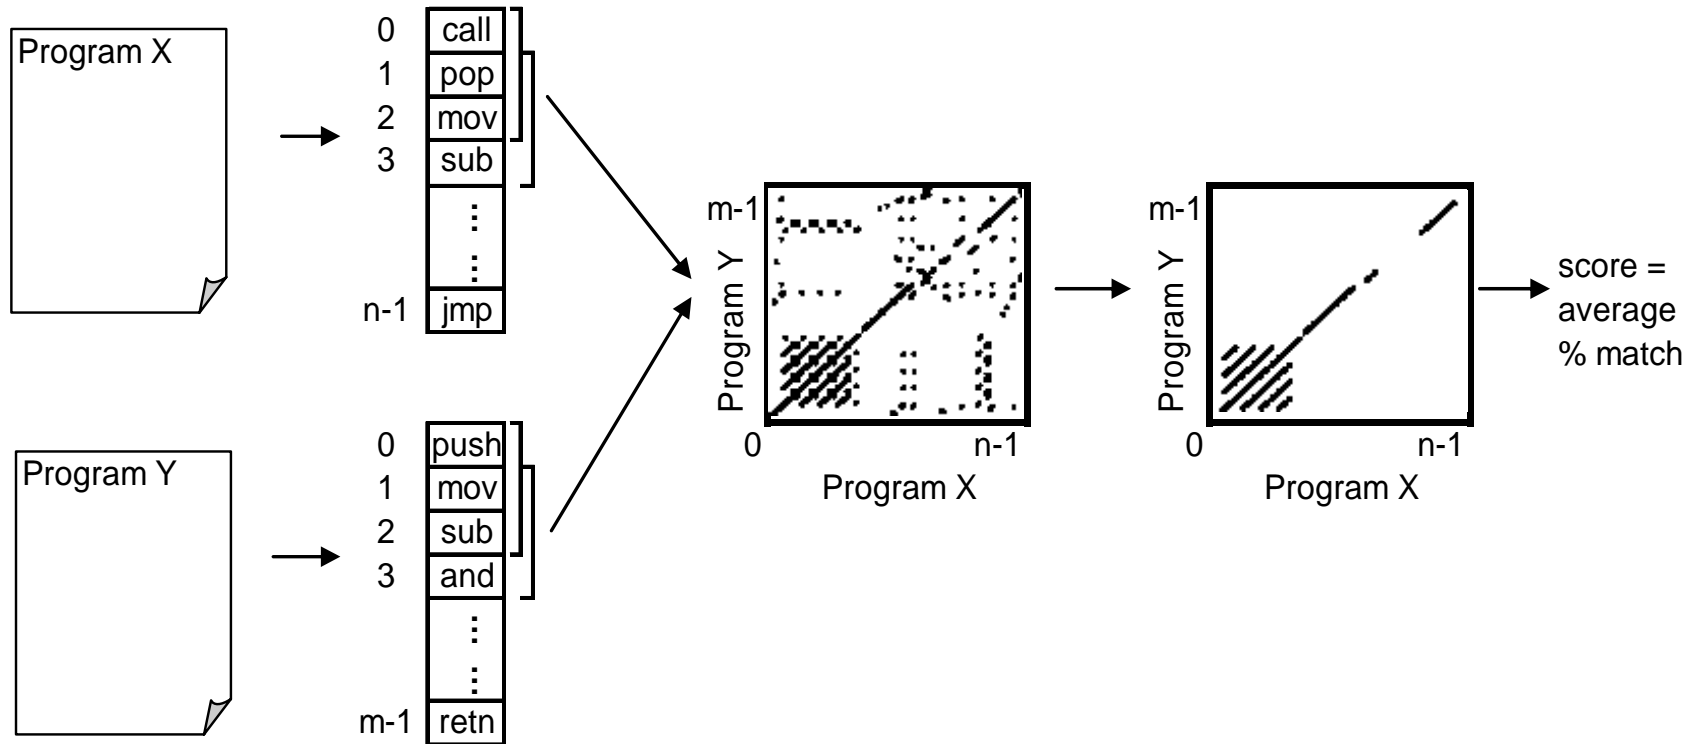 Program X
0 call
1 pop
2 mov
3 sub
⋮
⋮
n-1 jmp
Program Y
0 push
1 mov
2 sub
3 and
⋮
⋮
m-1 retn
m-1
Program Y
0
n-1
Program X
m-1
Program Y
0
n-1
Program X
score =
average
% match